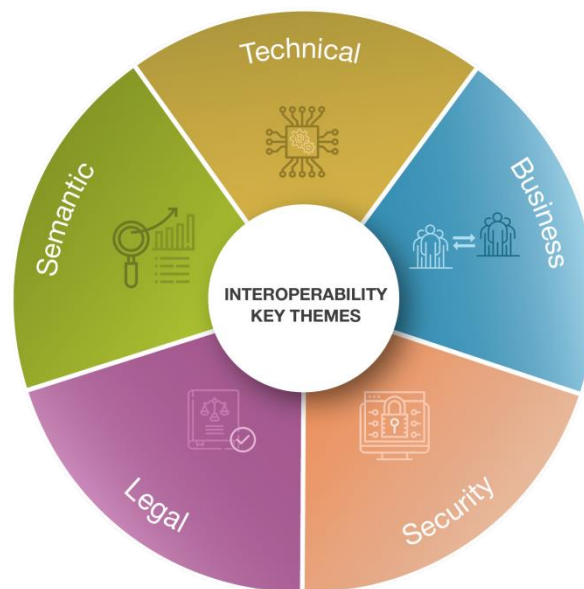 Technical
Business
Semantic
INTEROPERABILITY
KEY THEMES
Legal
Security